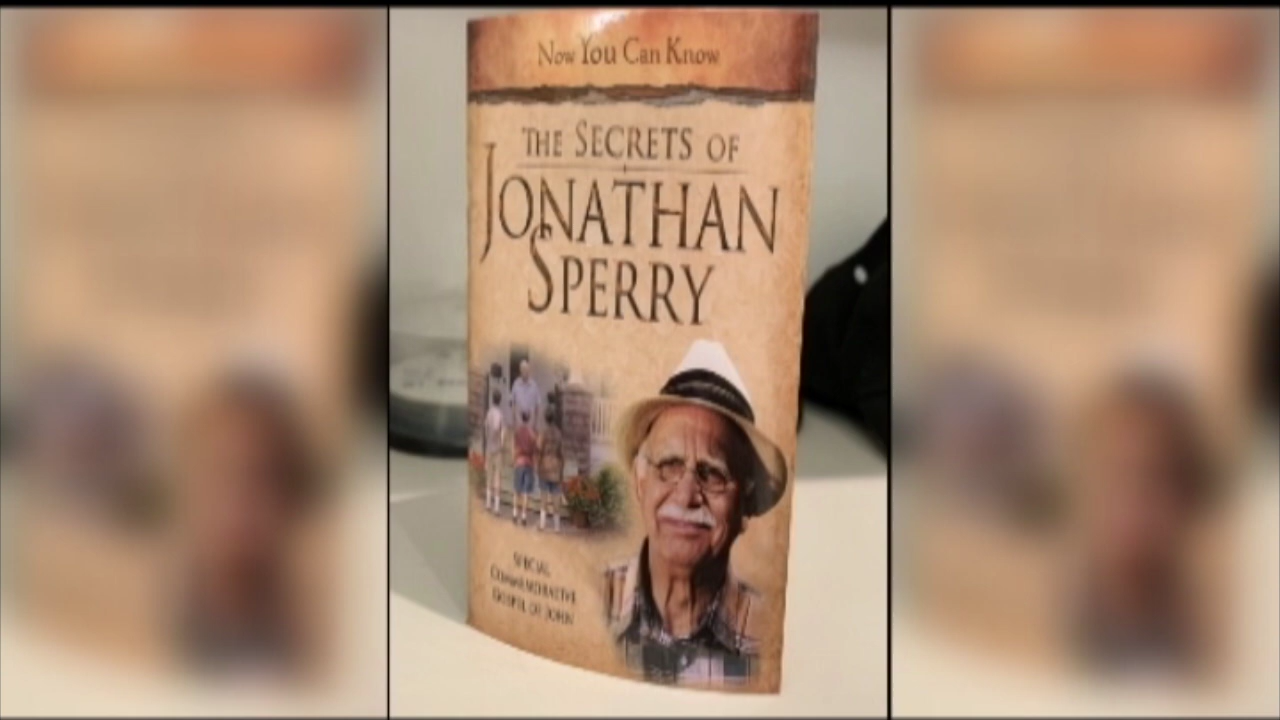 Now You Can Know
THE SECRETS OF
JONATHAN
SPERRY
SPECIAL
COMMEMORATIVE
GOSPEL OF JOHN